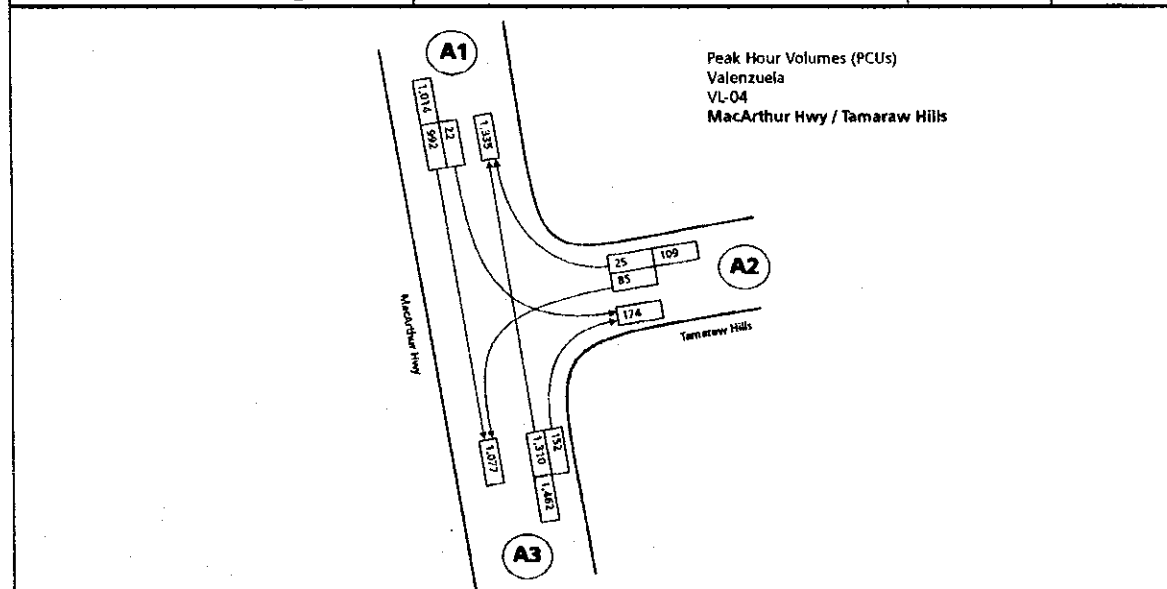 A1
Peak Hour Volumes (PCUs)
Valenzuela
VL-04
MacArthur Hwy / Tamaraw Hills
1,014
992
22
1,335
25
109
85
A2
174
Tamaraw Hills
MacArthur Hwy
1,077
1,310
152
1,462
A3